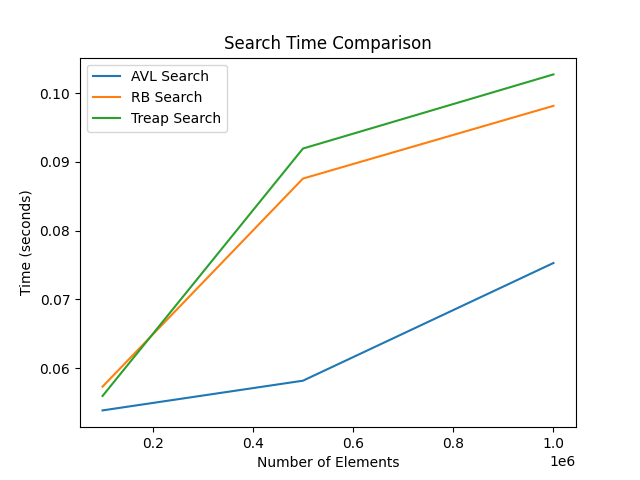 Search Time Comparison
AVL Search
RB Search
Treap Search
0.10
0.09
0.08
0.07
0.06
Time (seconds)
0.2 0.4 0.6 0.8 1.0
1e6
Number of Elements